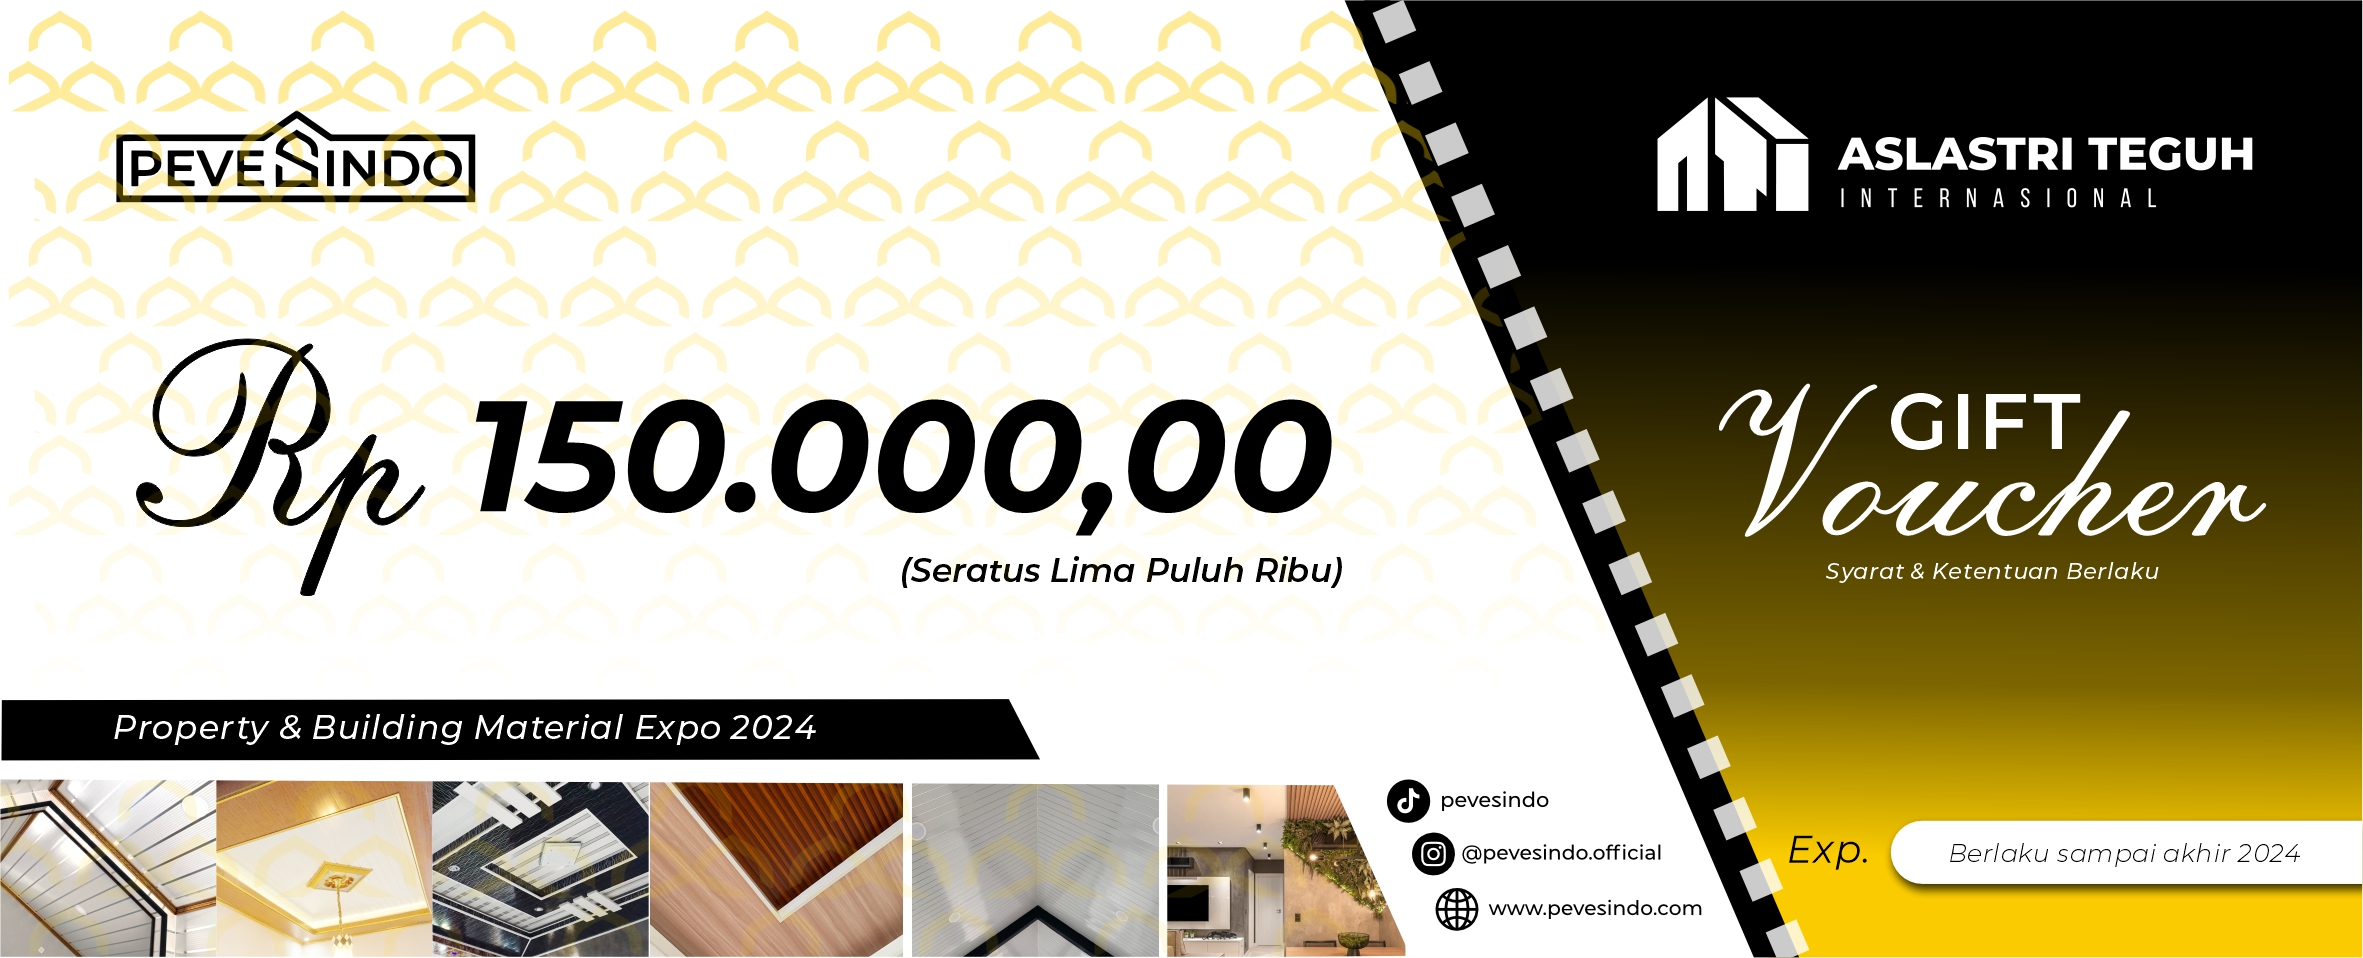 PEVESINDO
Rp 150.000,00
(Seratus Lima Puluh Ribu)
Property & Building Material Expo 2024
pevesindo
@pevesindo.official
www.pevesindo.com
ASLASTRI TEGUH
INTERNASIONAL
GIFT
Voucher
Syarat & Ketentuan Berlaku
Exp. Berlaku sampai akhir 2024